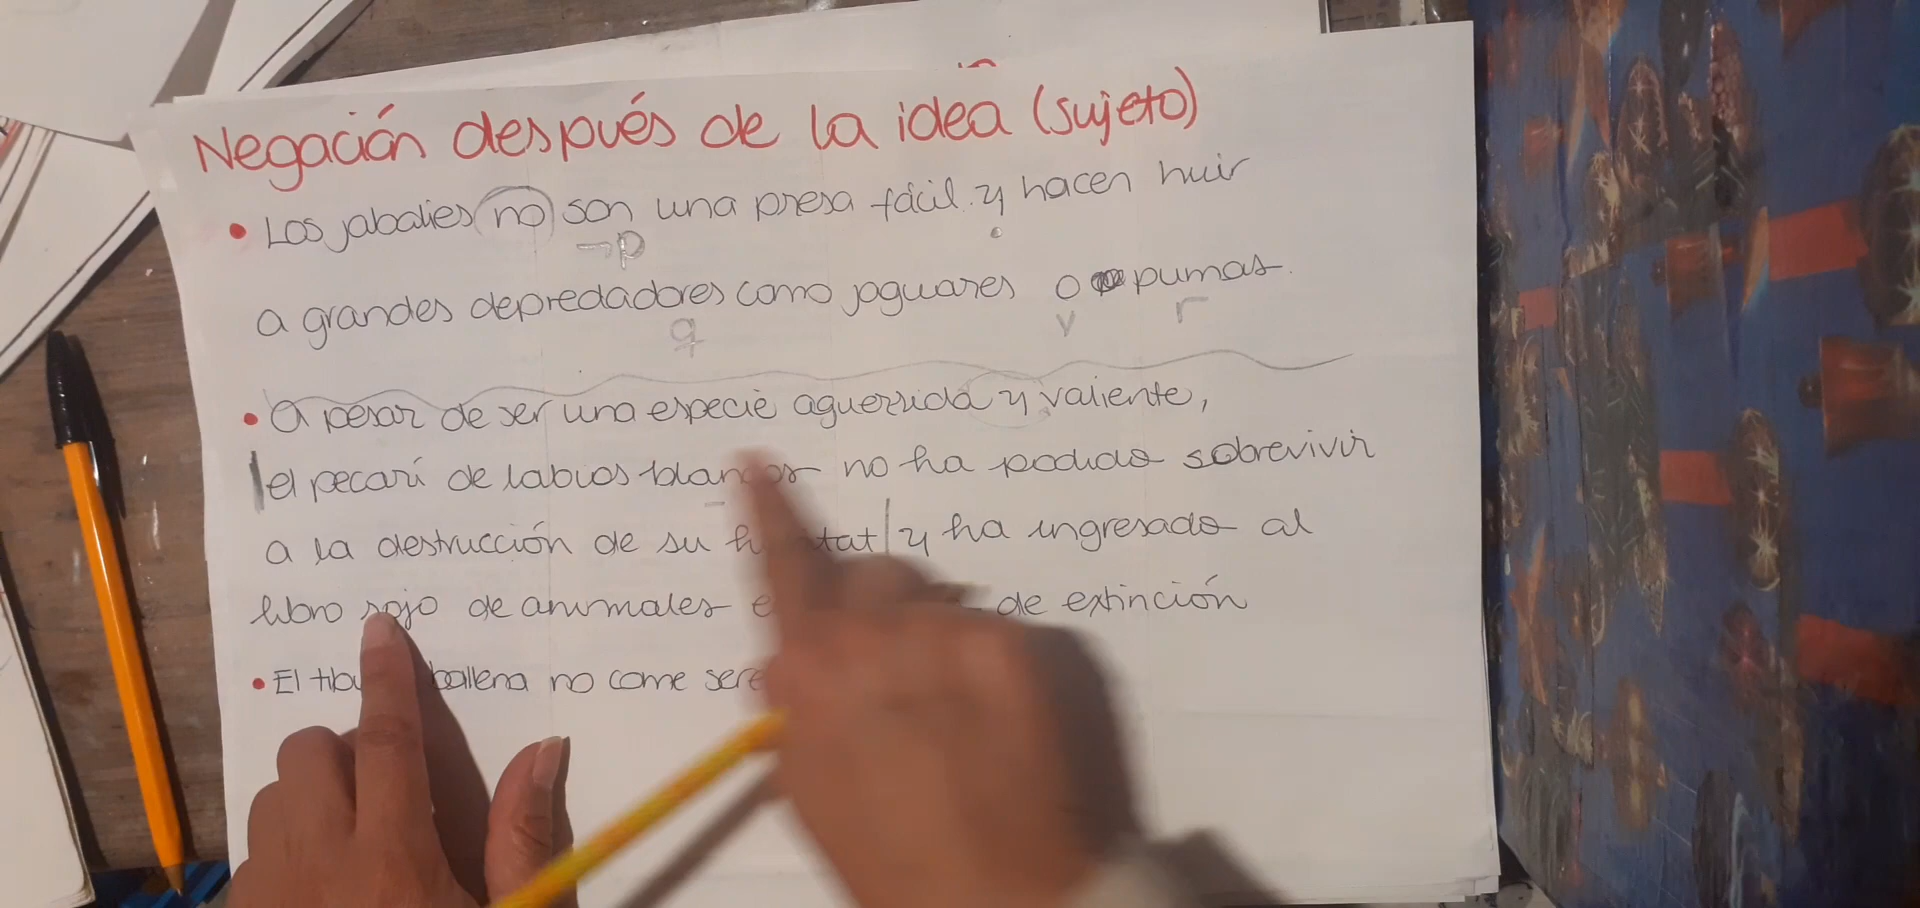 Negación después de la idea (sujeto)
• Los jabalies no son una presa fácil y hacen huir
¬p
a grandes depredadores como jaguares o pumas.
q v r
• A pesar de ser una especie aguerrida y valiente,
el pecarí de labios blancos no ha podido sobrevivir
a la destrucción de su y ha ingresado al
libro rojo de animales de extinción
• El ballena no come